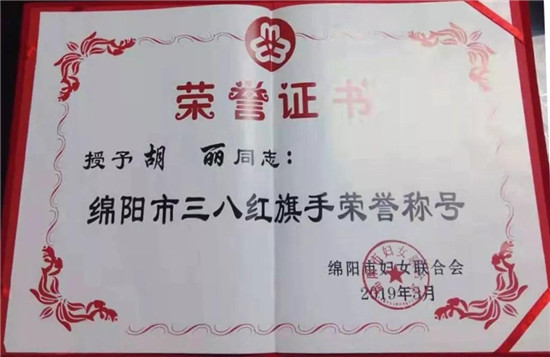 荣誉证书
授予胡 丽同志：
绵阳市三八红旗手荣誉称号
绵阳市妇女联合会
2019年3月